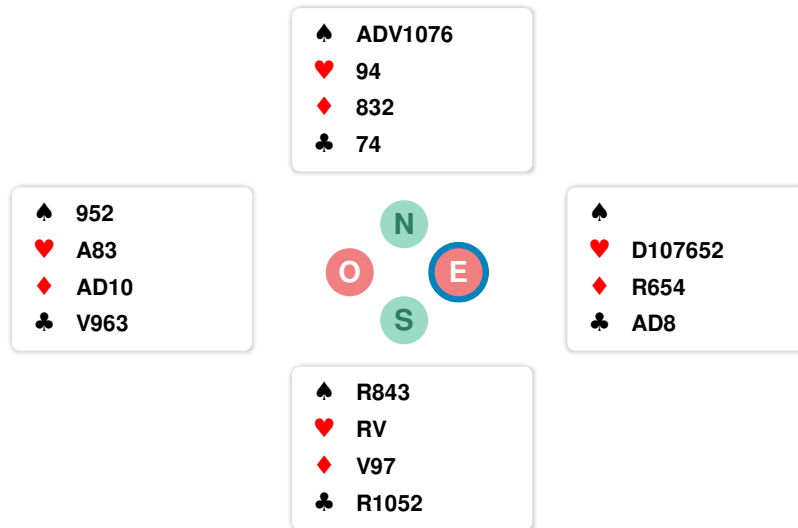 ♠ ADV1076
♥ 94
♦ 832
♣ 74
♠ 952
♥ A83
♦ AD10
♣ V963
N
O
E
S
♠
♥ D107652
♦ R654
♣ AD8
♠ R843
♥ RV
♦ V97
♣ R1052